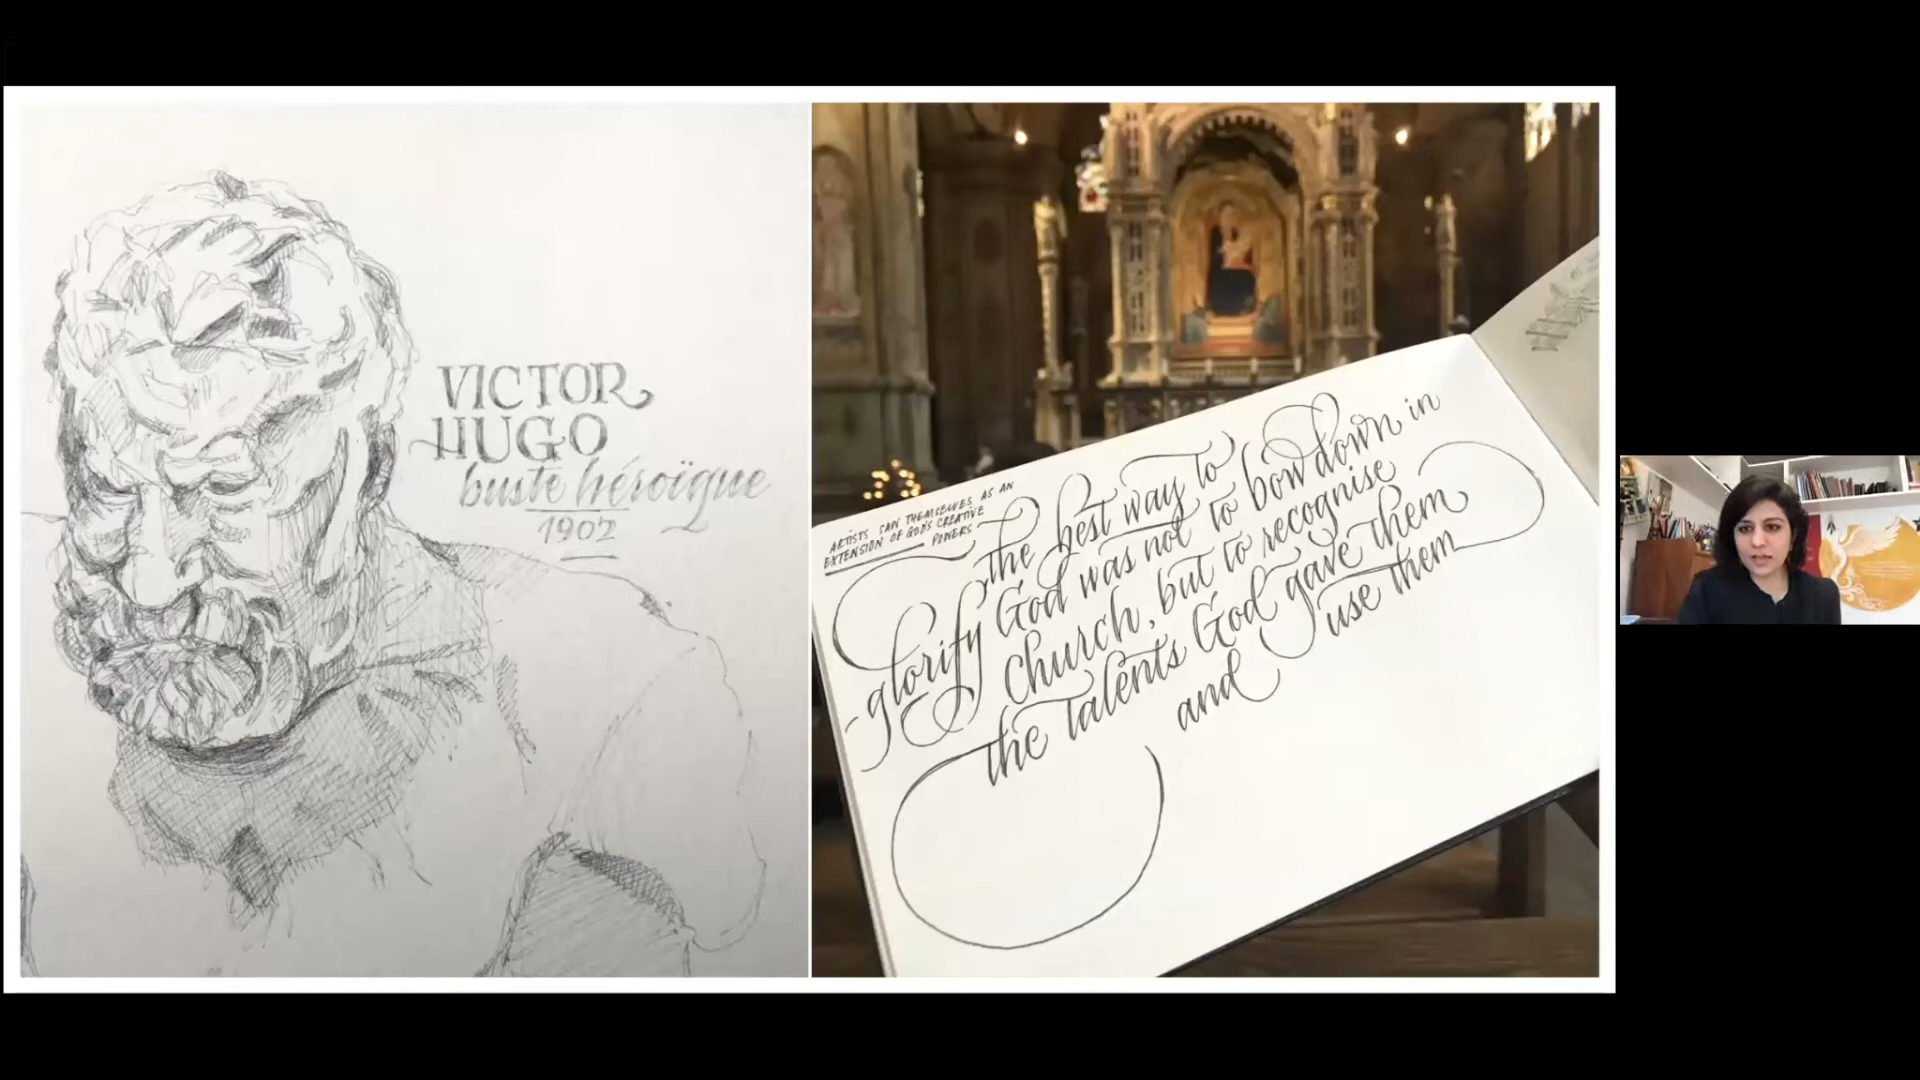 VICTOR
HUGO
buste héroïque
1902
ARTISTS SAW THEMSELVES AS AN
EXTENSION OF GOD'S CREATIVE
POWERS
the best way to
glorify God was not to bow down in
church, but to recognise
the talents God gave them
and use them